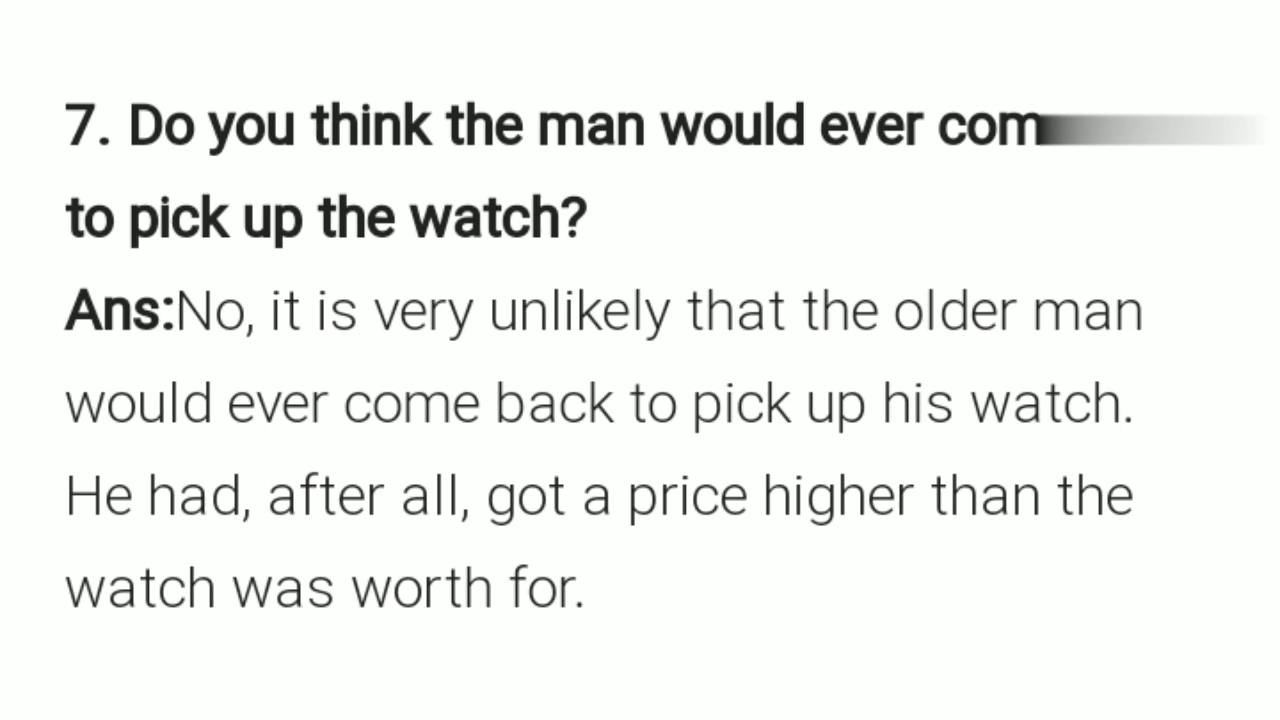 7. Do you think the man would ever com
to pick up the watch?
Ans:No, it is very unlikely that the older man
would ever come back to pick up his watch.
He had, after all, got a price higher than the
watch was worth for.